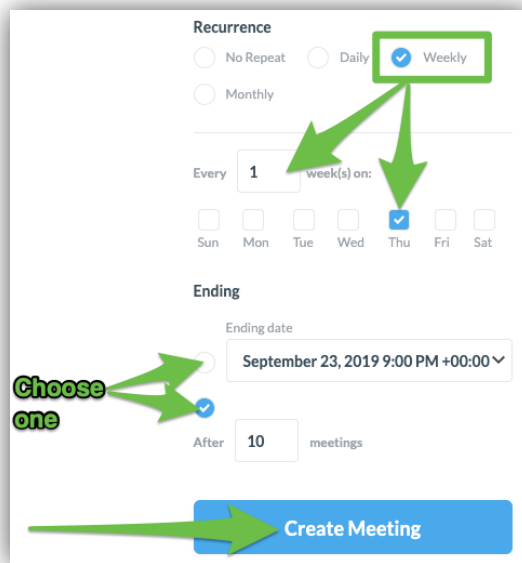 Recurrence
No Repeat Daily Weekly
Monthly
Every 1 week(s) on:
Sun Mon Tue Wed Thu Fri Sat
Ending
Ending date
September 23, 2019 9:00 PM +00:00
Choose
one
After 10 meetings
Create Meeting